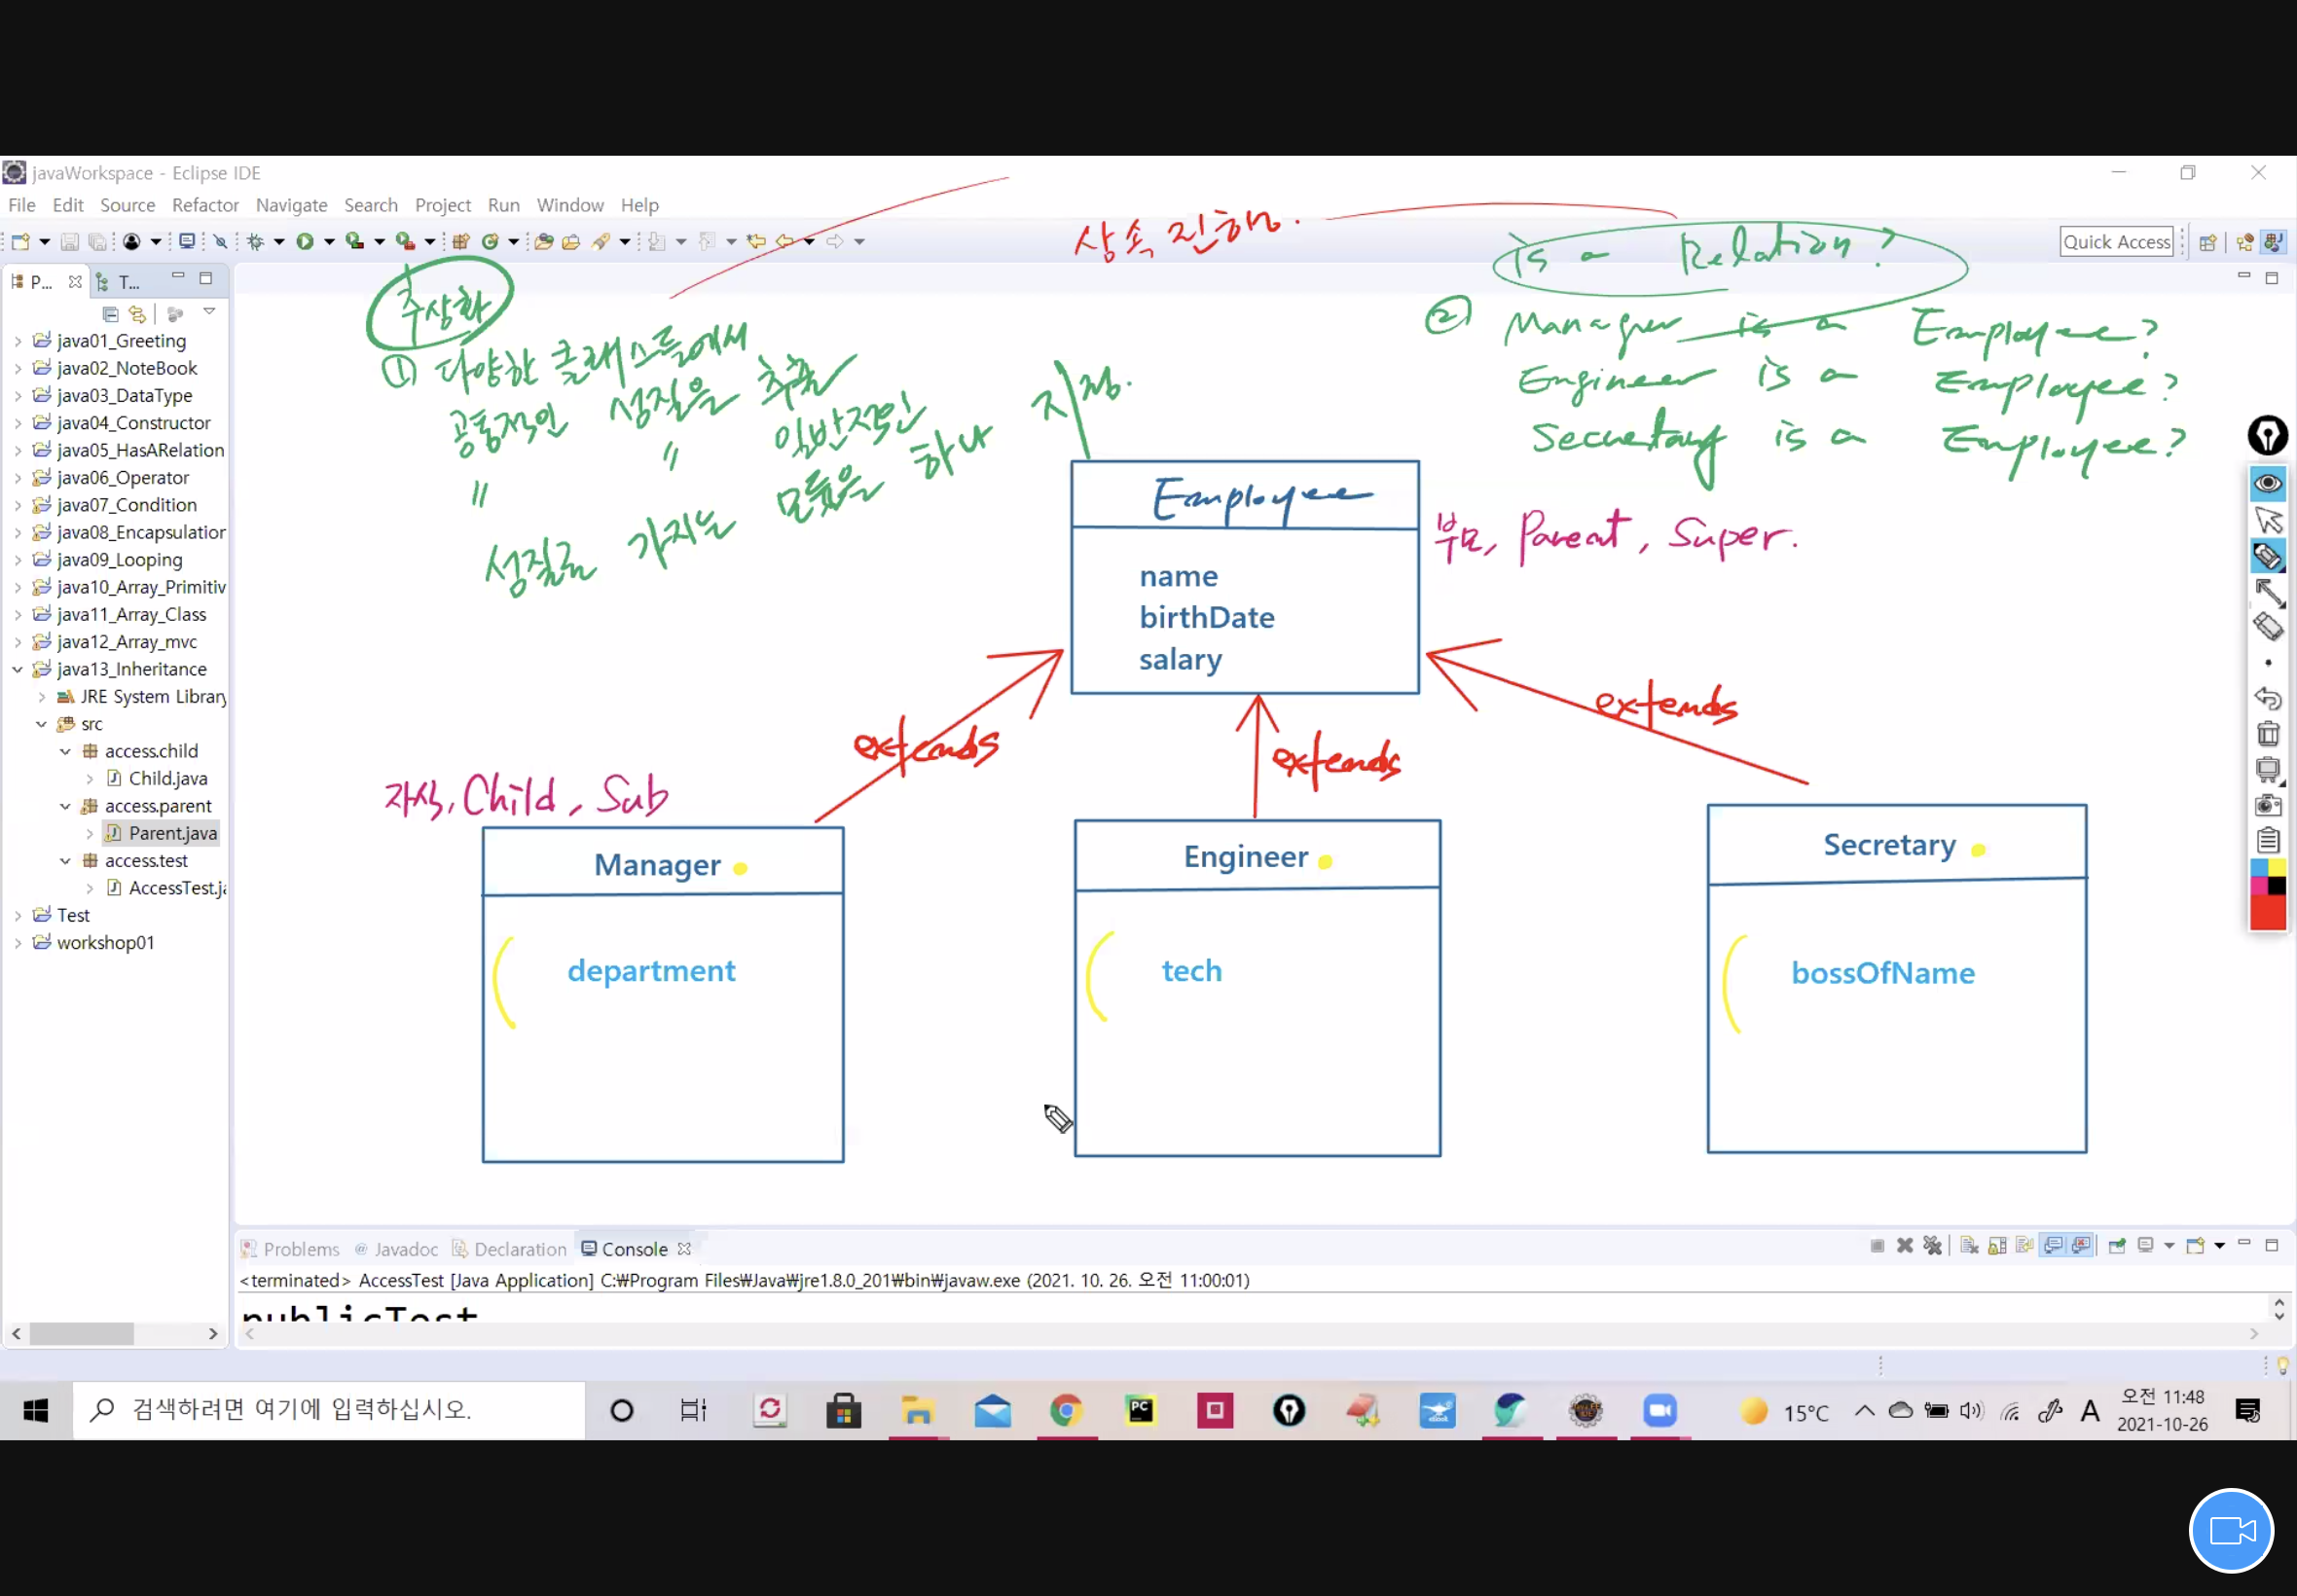 javaWorkspace - Eclipse IDE
File Edit Source Refactor Navigate Search Project Run Window Help
Quick Access
P...
T...
java01_Greeting
java02_NoteBook
java03_DataType
java04_Constructor
java05_HasARelation
java06_Operator
java07_Condition
java08_Encapsulation
java09_Looping
java10_Array_Primitiv
java11_Array_Class
java12_Array_mvc
java13_Inheritance
JRE System Library
src
access.child
Child.java
access.parent
Parent.java
access.test
AccessTest.ja
Test
workshop01
상속 진행.
추상화
① 다양한 클래스들에서
공통적인 성질을 추출
〃 〃 일반적인
성질로 가지는 모듈을 하나 지정.
is a Relation?
② Manager is a Employee?
Engineer is a Employee?
Secretary is a Employee?
Employee
name
birthDate
salary
부모, Parent, Super.
extends
extends
extends
자식, Child, Sub
Manager
department
Engineer
tech
Secretary
bossOfName
Problems @ Javadoc Declaration Console
<terminated> AccessTest [Java Application] C:₩Program Files₩Java₩jre1.8.0_201₩bin₩javaw.exe (2021. 10. 26. 오전 11:00:01)
publicTest
검색하려면 여기에 입력하십시오.
PC
15°C
A
오전 11:48
2021-10-26